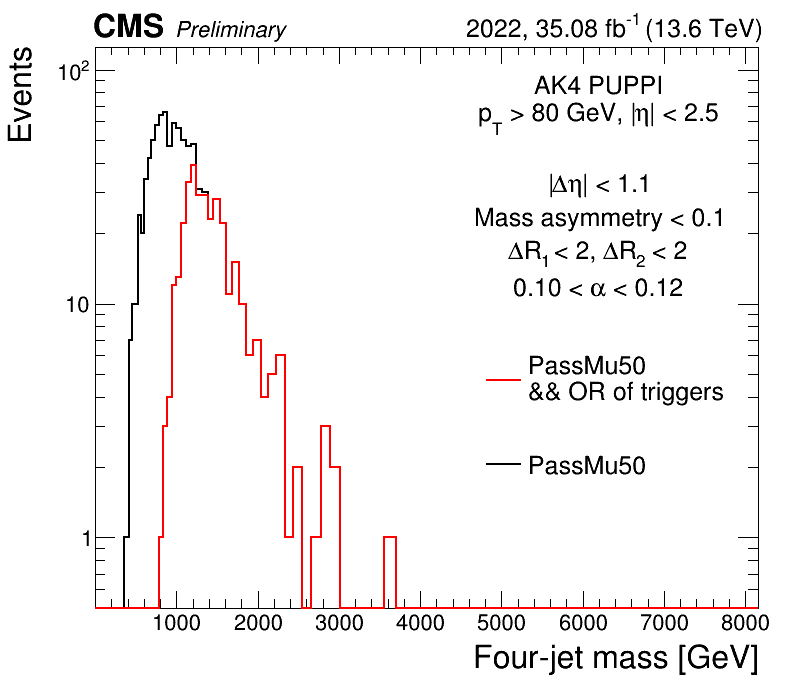 CMS Preliminary 2022, 35.08 fb⁻¹ (13.6 TeV)
Events
10²
10
1
AK4 PUPPI
p_T > 80 GeV, |η| < 2.5
|Δη| < 1.1
Mass asymmetry < 0.1
ΔR₁ < 2, ΔR₂ < 2
0.10 < α < 0.12
PassMu50
&& OR of triggers
PassMu50
1000 2000 3000 4000 5000 6000 7000 8000
Four-jet mass [GeV]